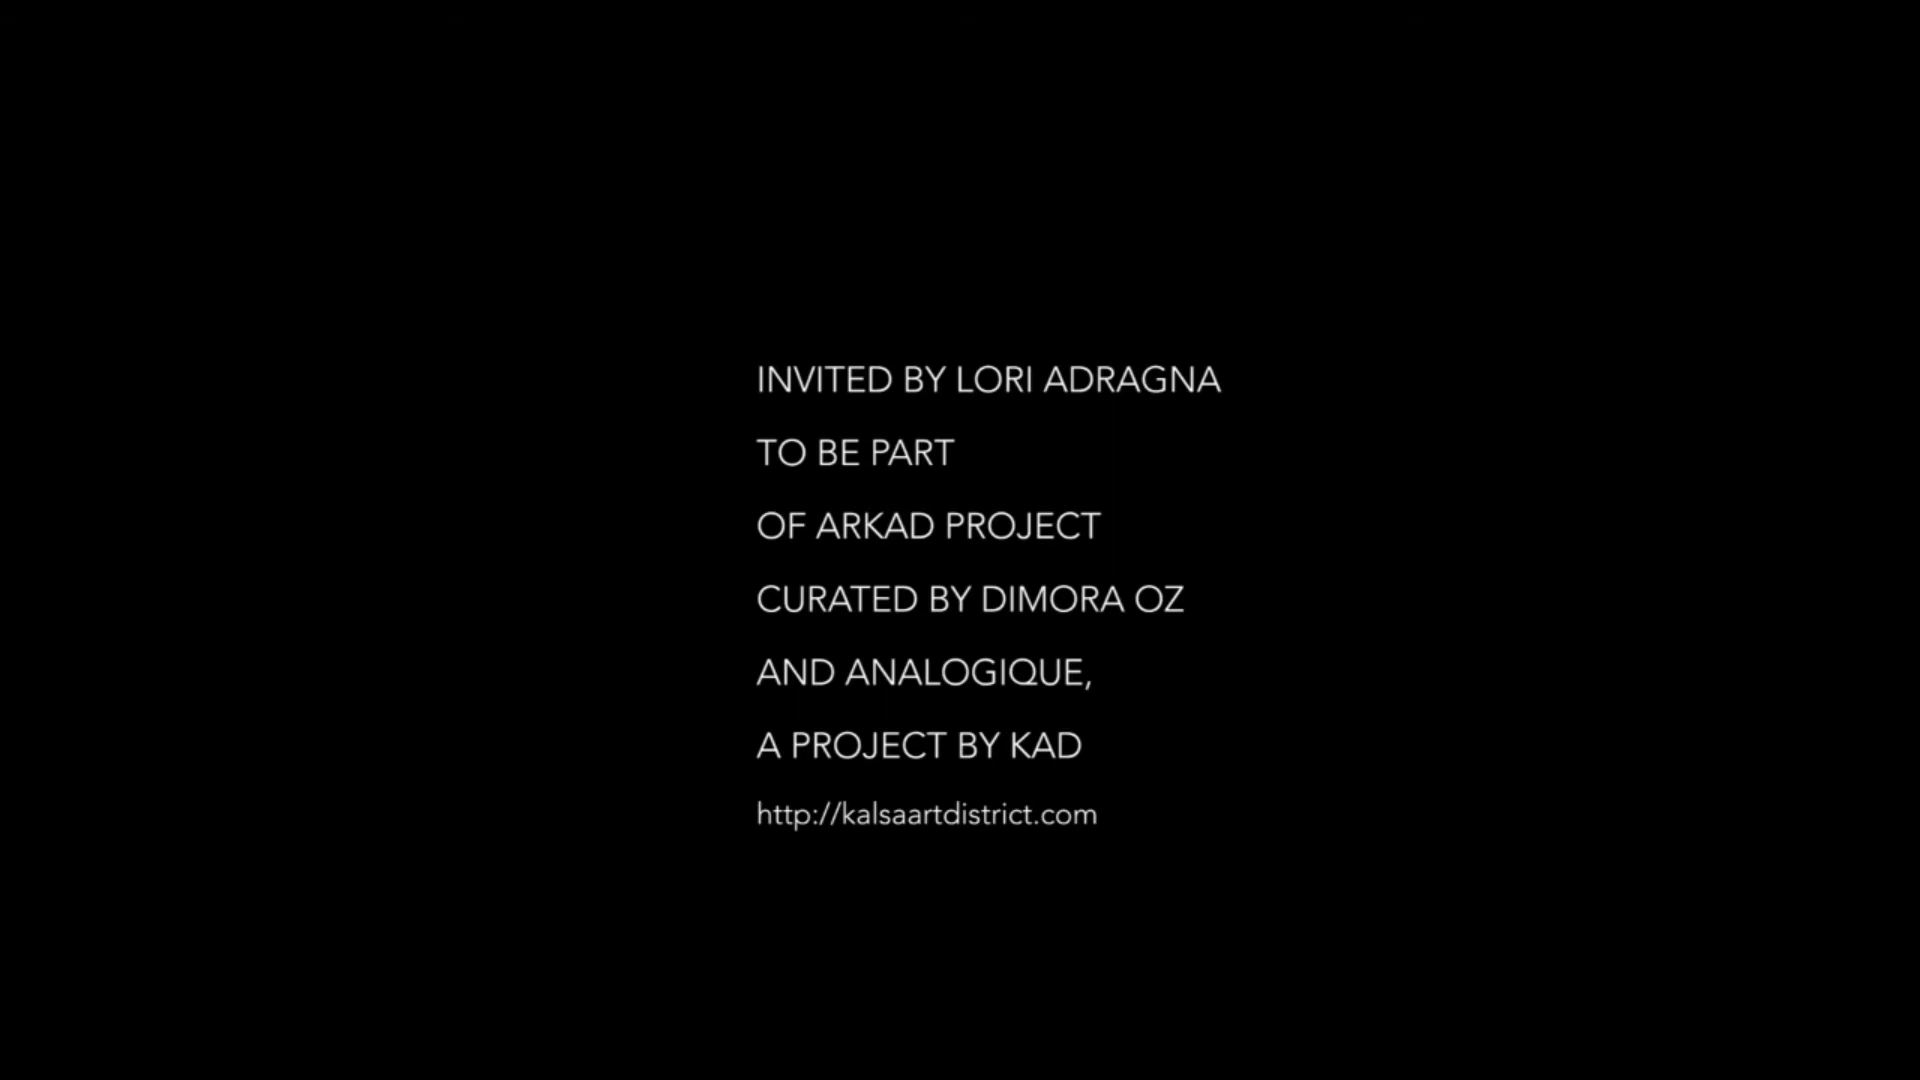 INVITED BY LORI ADRAGNA
TO BE PART
OF ARKAD PROJECT
CURATED BY DIMORA OZ
AND ANALOGIQUE,
A PROJECT BY KAD
http://kalsaartdistrict.com